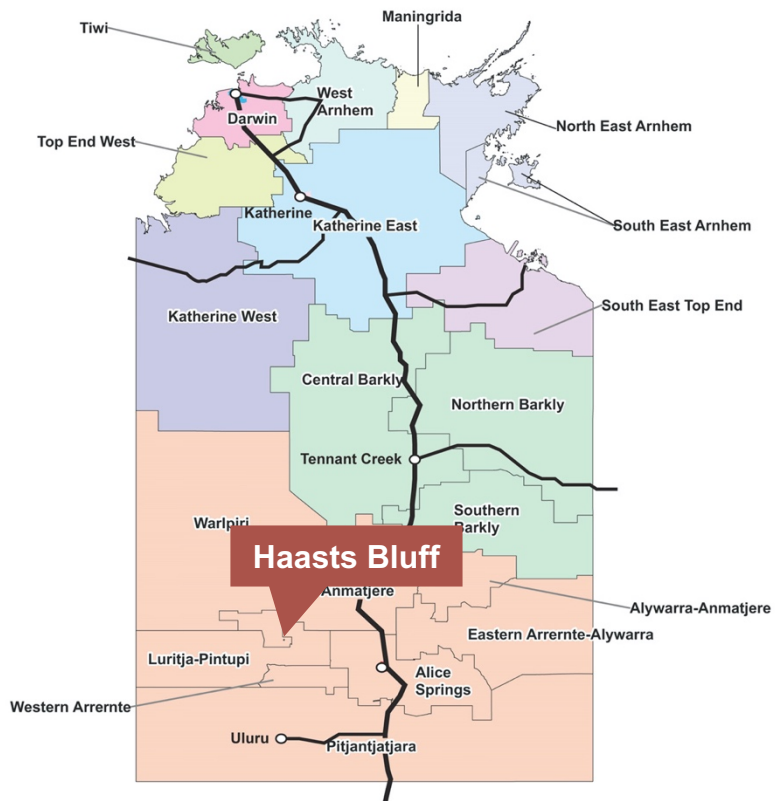 Maningrida
Tiwi
West
Arnhem
Darwin
North East Arnhem
Top End West
Katherine
Katherine East
South East Arnhem
South East Top End
Katherine West
Central Barkly
Northern Barkly
Tennant Creek
Southern
Barkly
Warlpiri
Haasts Bluff
Anmatjere
Alywarra-Anmatjere
Eastern Arrernte-Alywarra
Luritja-Pintupi
Alice
Springs
Western Arrernte
Uluru
Pitjantjatjara